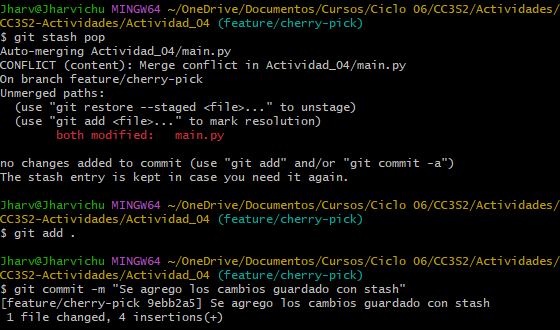 Jharv@Jharvichu MINGW64 ~/OneDrive/Documentos/Cursos/Ciclo 06/CC3S2/Actividades/
CC3S2-Actividades/Actividad_04 (feature/cherry-pick)
$ git stash pop
Auto-merging Actividad_04/main.py
CONFLICT (content): Merge conflict in Actividad_04/main.py
On branch feature/cherry-pick
Unmerged paths:
  (use "git restore --staged <file>..." to unstage)
  (use "git add <file>..." to mark resolution)
        both modified:   main.py

no changes added to commit (use "git add" and/or "git commit -a")
The stash entry is kept in case you need it again.

Jharv@Jharvichu MINGW64 ~/OneDrive/Documentos/Cursos/Ciclo 06/CC3S2/Actividades/
CC3S2-Actividades/Actividad_04 (feature/cherry-pick)
$ git add .

Jharv@Jharvichu MINGW64 ~/OneDrive/Documentos/Cursos/Ciclo 06/CC3S2/Actividades/
CC3S2-Actividades/Actividad_04 (feature/cherry-pick)
$ git commit -m "Se agrego los cambios guardado con stash"
[feature/cherry-pick 9ebb2a5] Se agrego los cambios guardado con stash
 1 file changed, 4 insertions(+)